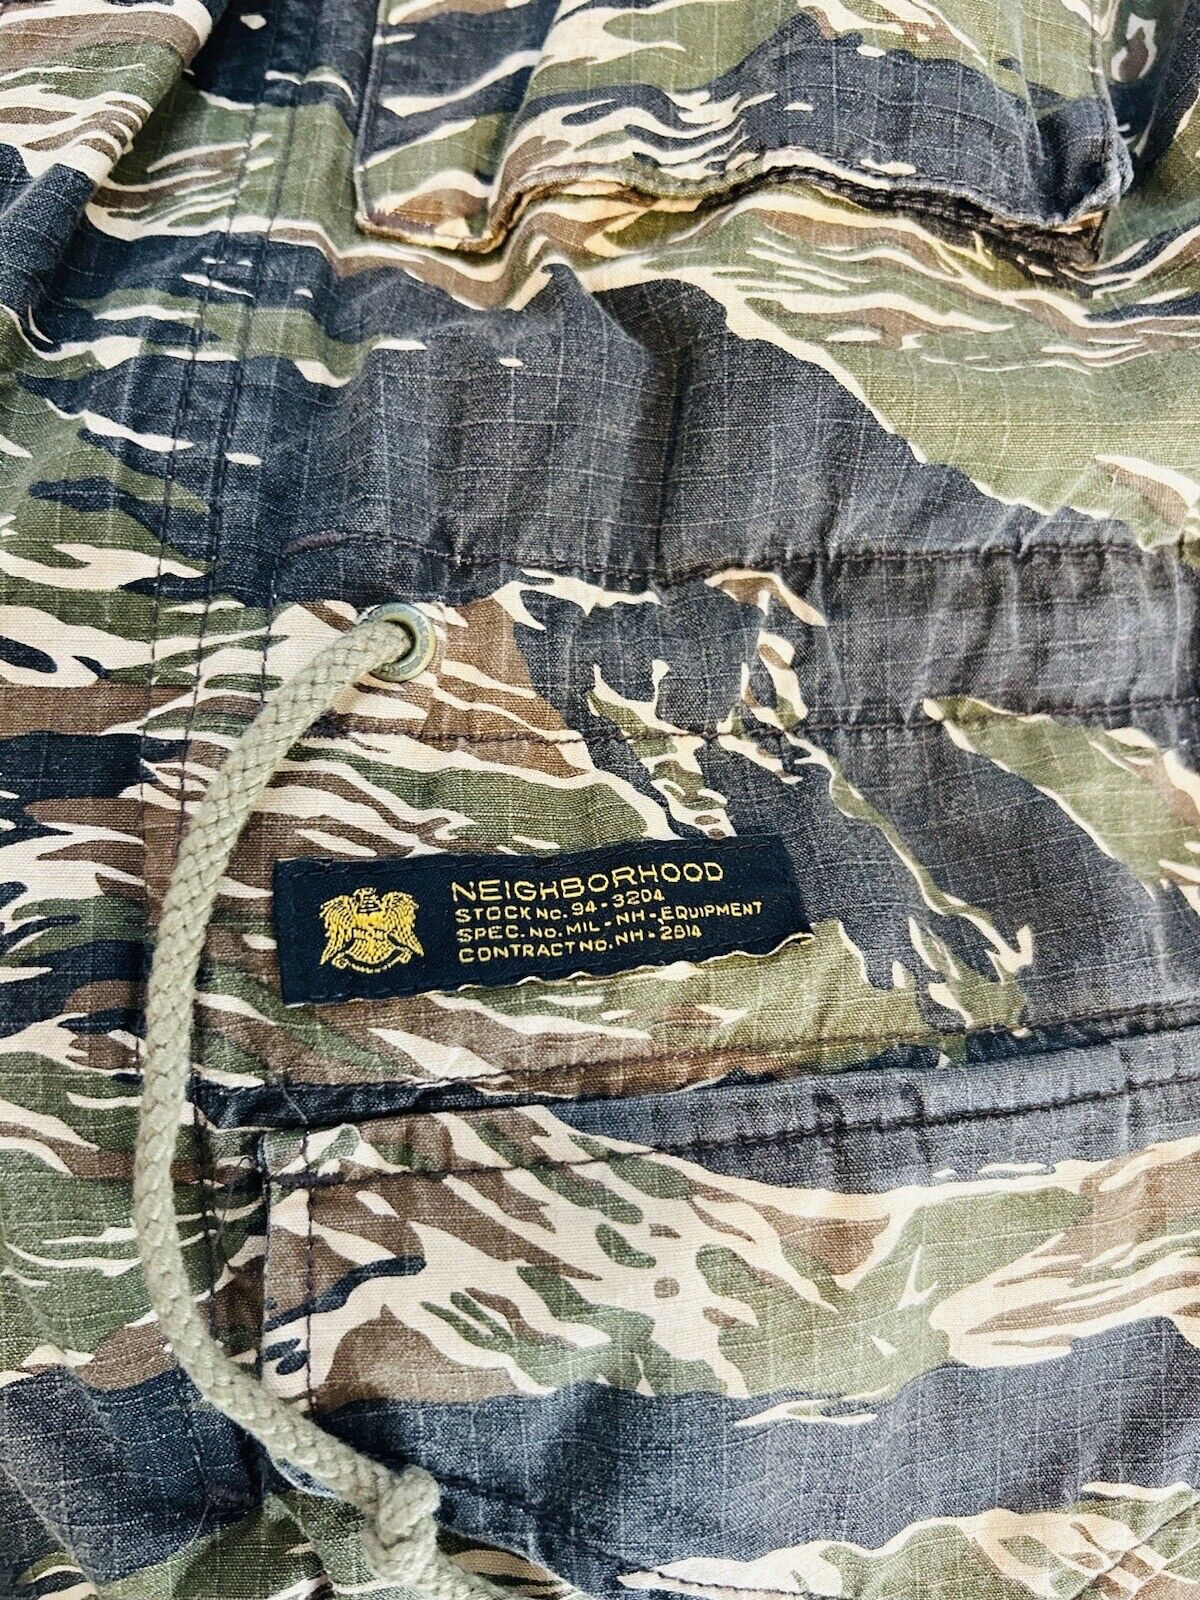 NEIGHBORHOOD
STOCK No. 94-3204
SPEC. No. MIL-NH-EQUIPMENT
CONTRACT NO. NH-2814